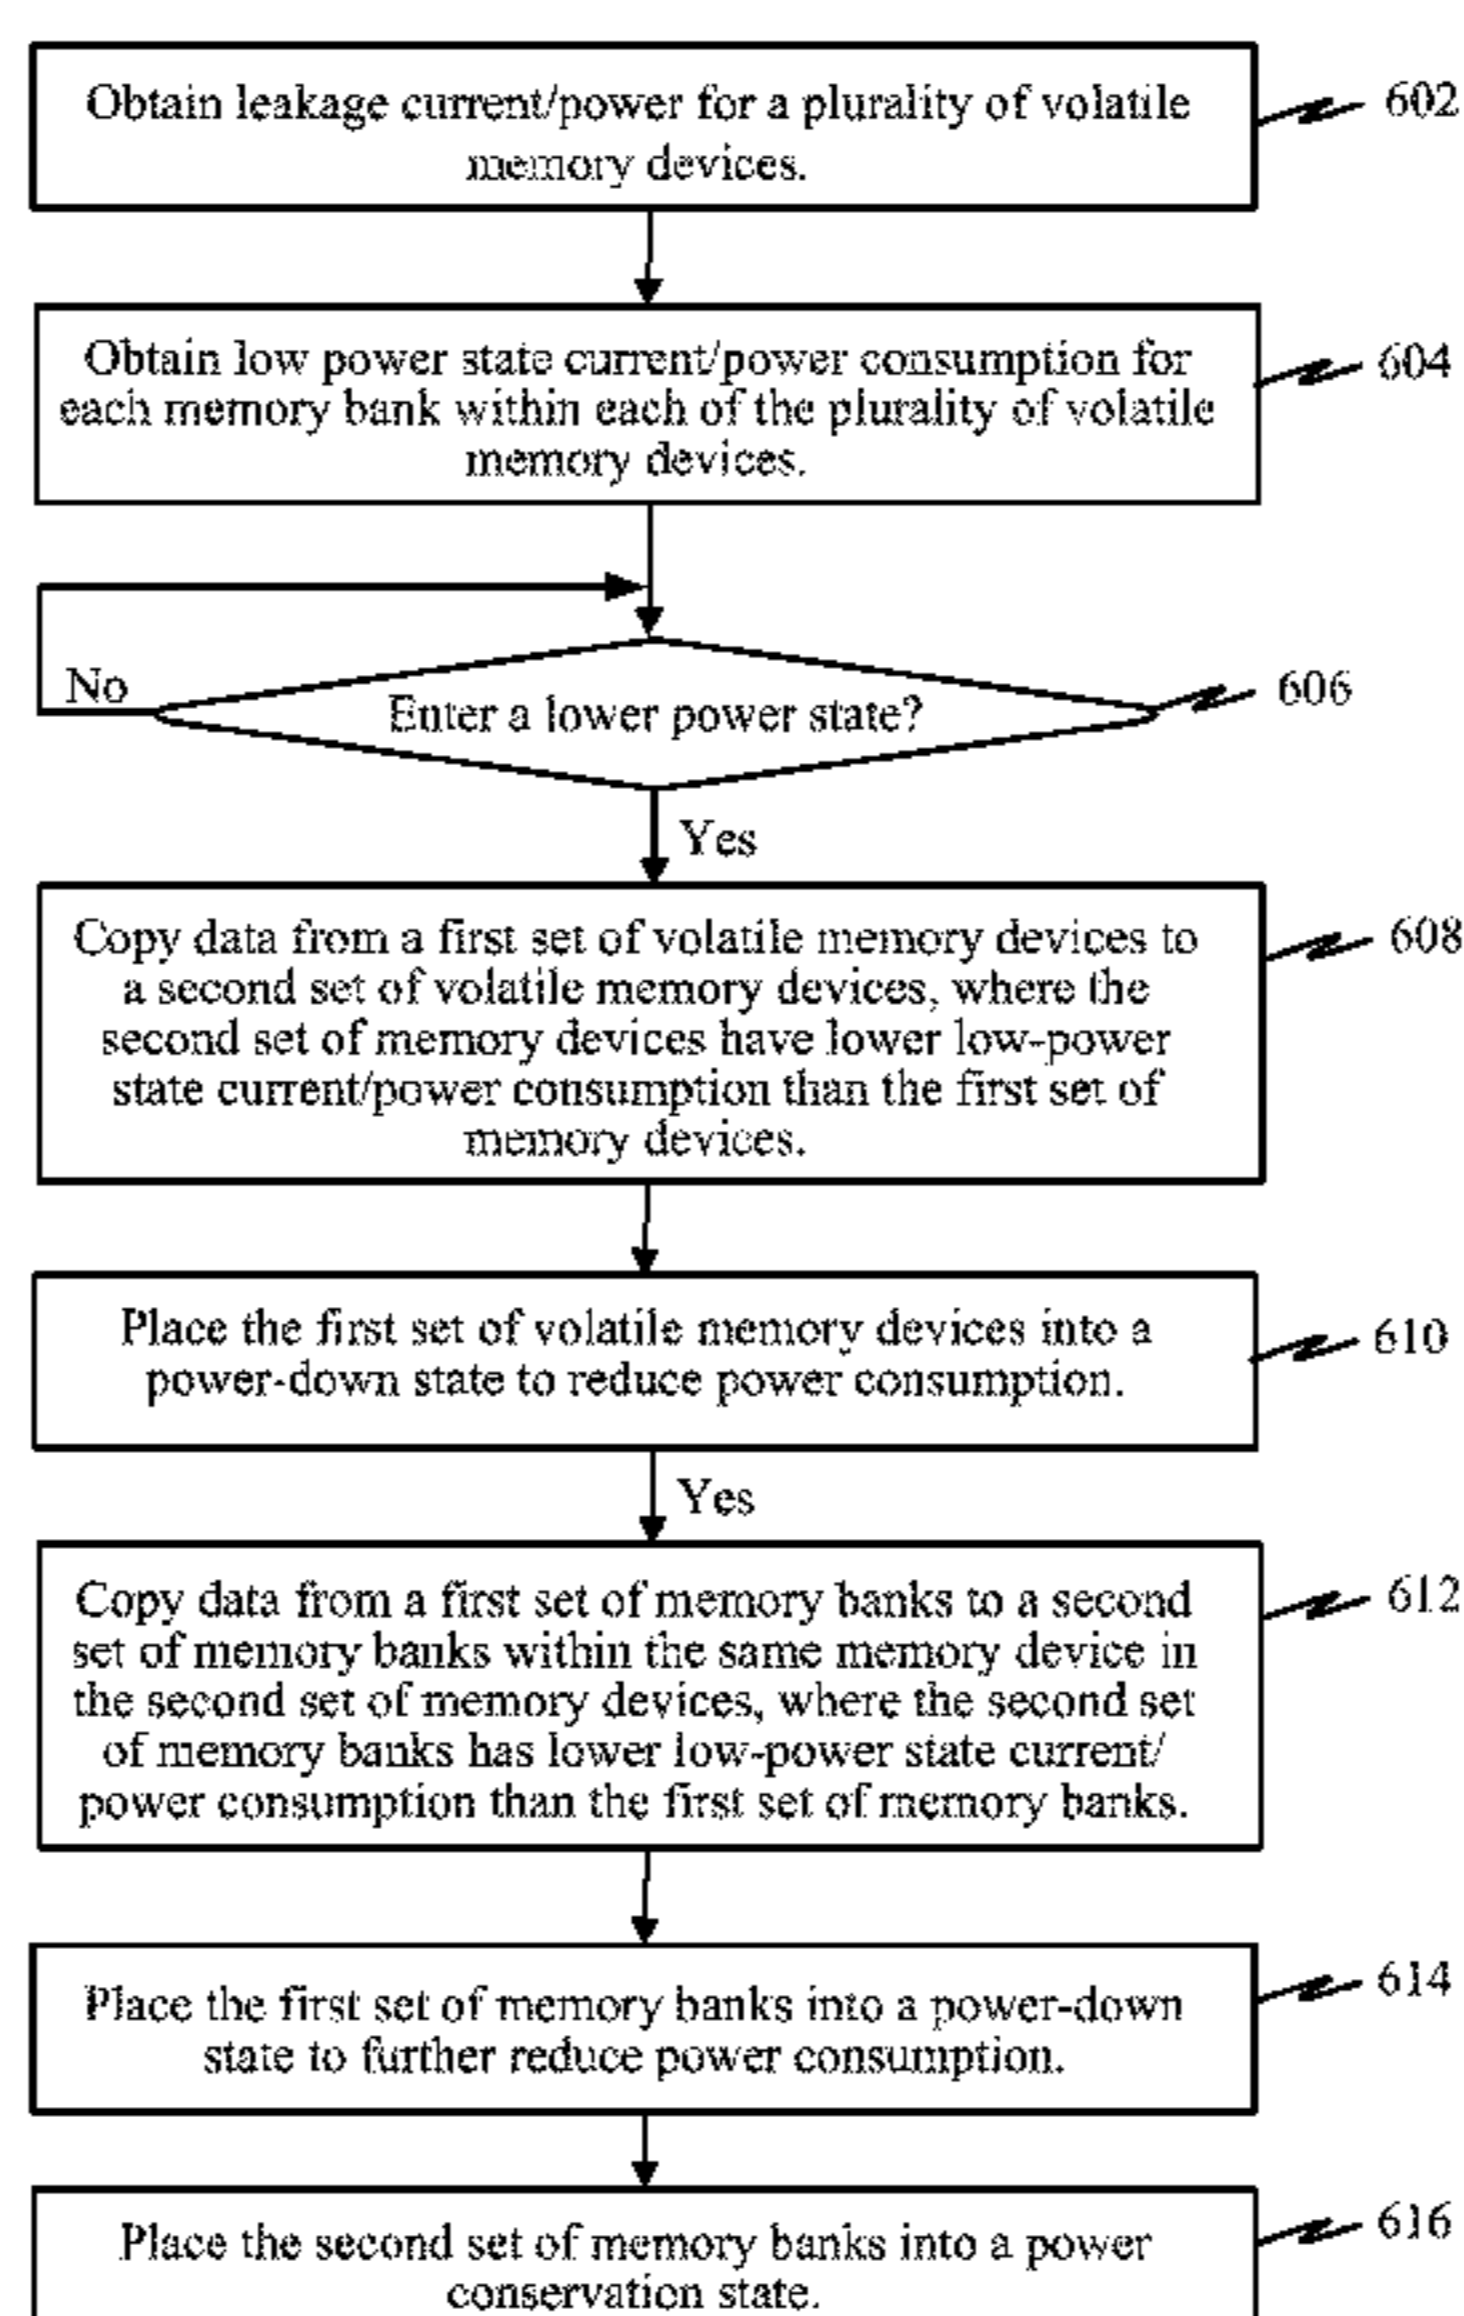 Obtain leakage current/power for a plurality of volatile
memory devices.
602
Obtain low power state current/power consumption for
each memory bank within each of the plurality of volatile
memory devices.
604
No
Enter a lower power state?
606
Yes
Copy data from a first set of volatile memory devices to
a second set of volatile memory devices, where the
second set of memory devices have lower low-power
state current/power consumption than the first set of
memory devices.
608
Place the first set of volatile memory devices into a
power-down state to reduce power consumption.
610
Yes
Copy data from a first set of memory banks to a second
set of memory banks within the same memory device in
the second set of memory devices, where the second set
of memory banks has lower low-power state current/
power consumption than the first set of memory banks.
612
Place the first set of memory banks into a power-down
state to further reduce power consumption.
614
Place the second set of memory banks into a power
conservation state.
616